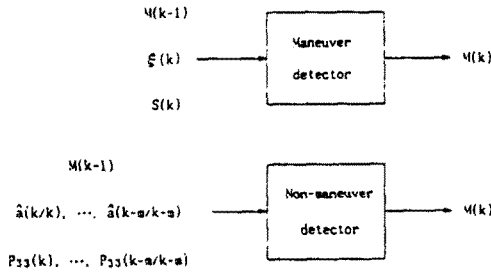 M(k-1)
ξ(k)
S(k)
Maneuver
detector
M(k)
M(k-1)
â(k/k), ···, â(k-m/k-m)
P₃₃(k), ···, P₃₃(k-m/k-m)
Non-maneuver
detector
M(k)